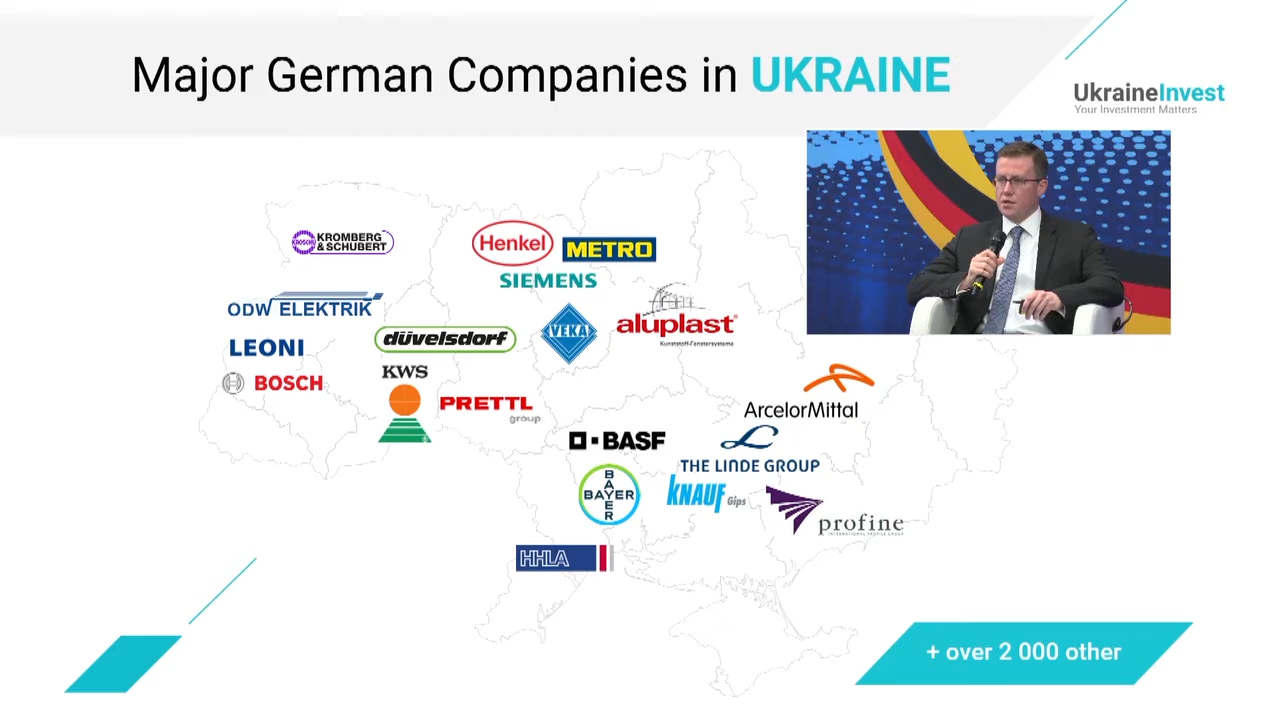 Major German Companies in UKRAINE
UkraineInvest
Your Investment Matters
KROSCHU
KROMBERG
& SCHUBERT
Henkel
METRO
SIEMENS
ODW ELEKTRIK
VEKA
aluplast®
Kunststoff-Fenstersysteme
LEONI
düvelsdorf
BOSCH
KWS
PRETTL
group
ArcelorMittal
BASF
L
THE LINDE GROUP
BAYER
BAYER
KNAUF Gips
profine
INTERNATIONAL PROFILE GROUP
HHLA
+ over 2 000 other